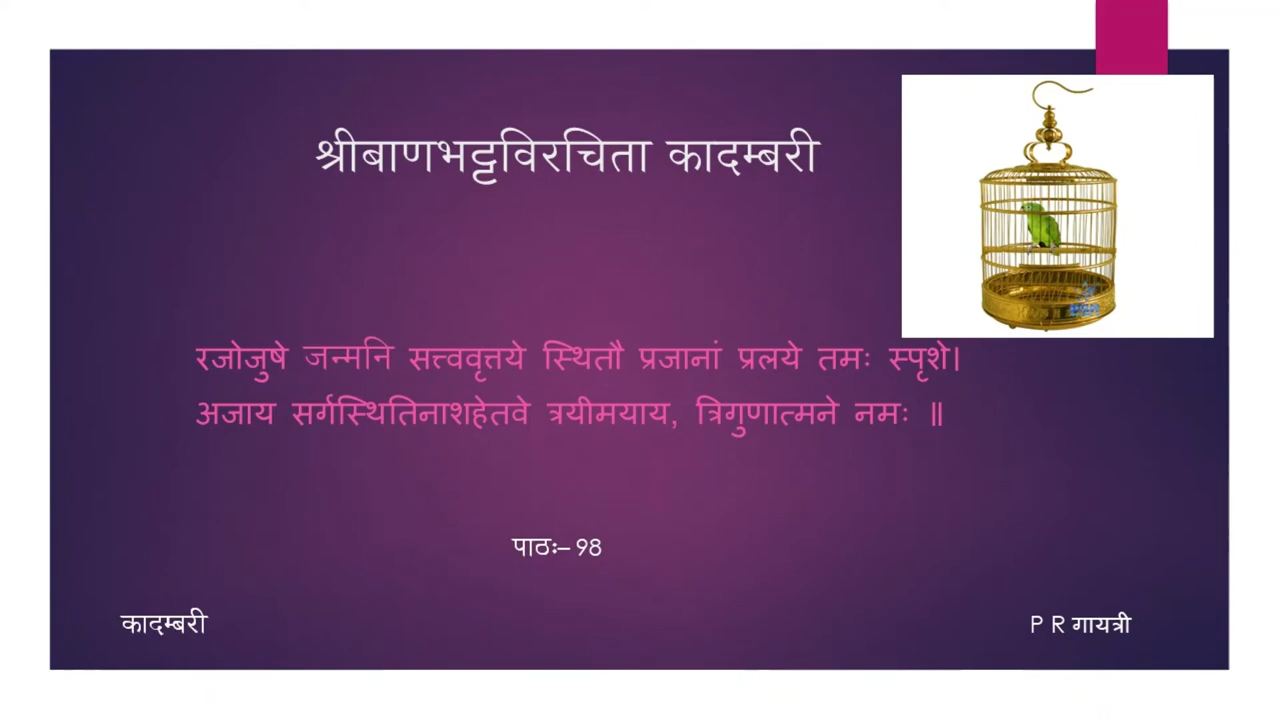 श्रीबाणभट्टविरचिता कादम्बरी
रजोजुषे जन्मनि सत्त्ववृत्तये स्थितौ प्रजानां प्रलये तमः स्पृशे।
अजाय सर्गस्थितिनाशहेतवे त्रयीमयाय, त्रिगुणात्मने नमः ॥
पाठः– 98
कादम्बरी
P R गायत्री